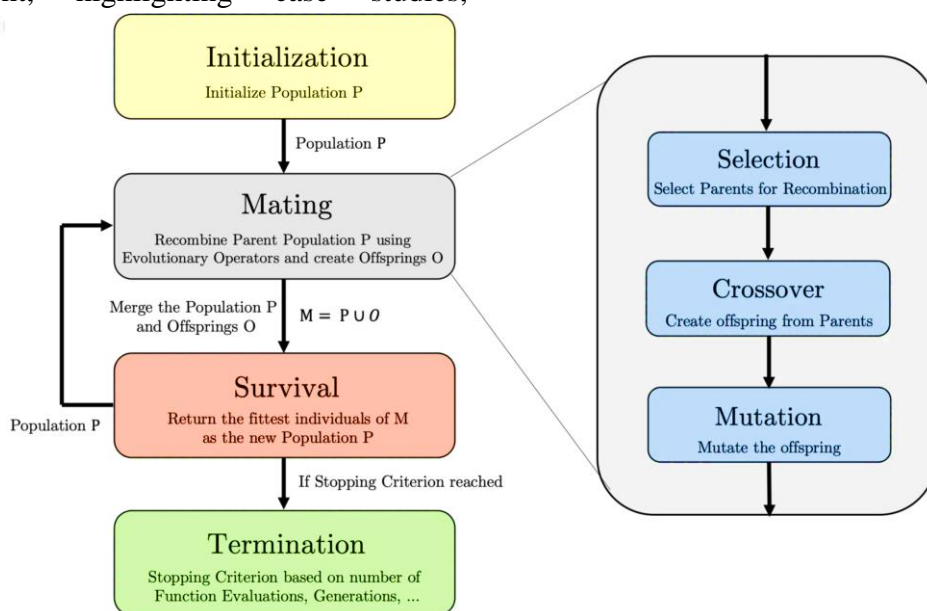 highlighting case studies,
Initialization
Initialize Population P
Population P
Mating
Recombine Parent Population P using
Evolutionary Operators and create Offsprings O
Merge the Population P
and Offsprings O
M = P ∪ O
Survival
Return the fittest individuals of M
as the new Population P
Population P
If Stopping Criterion reached
Termination
Stopping Criterion based on number of
Function Evaluations, Generations, ...
Selection
Select Parents for Recombination
Crossover
Create offspring from Parents
Mutation
Mutate the offspring